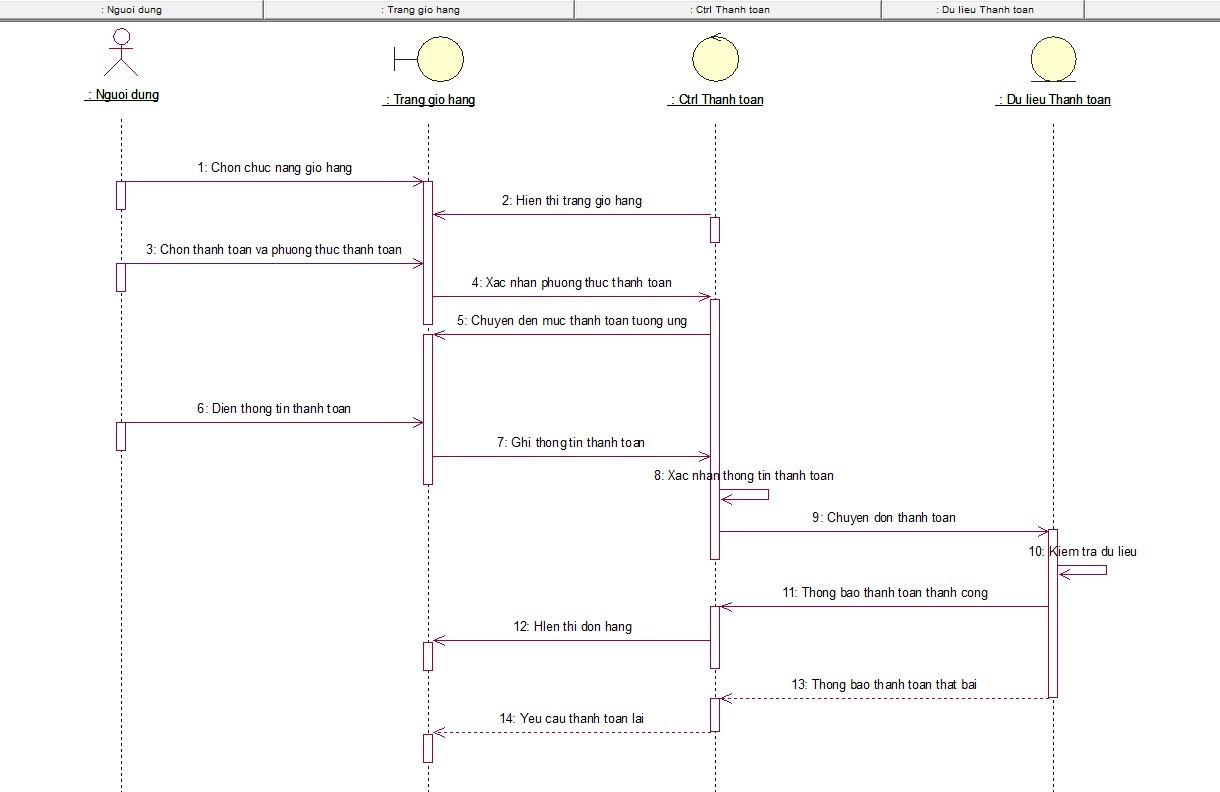 : Nguoi dung : Trang gio hang : Ctrl Thanh toan : Du lieu Thanh toan
: Nguoi dung
: Trang gio hang
: Ctrl Thanh toan
: Du lieu Thanh toan
1: Chon chuc nang gio hang
2: Hien thi trang gio hang
3: Chon thanh toan va phuong thuc thanh toan
4: Xac nhan phuong thuc thanh toan
5: Chuyen den muc thanh toan tuong ung
6: Dien thong tin thanh toan
7: Ghi thong tin thanh toan
8: Xac nhan thong tin thanh toan
9: Chuyen don thanh toan
10: Kiem tra du lieu
11: Thong bao thanh toan thanh cong
12: HIen thi don hang
13: Thong bao thanh toan that bai
14: Yeu cau thanh toan lai